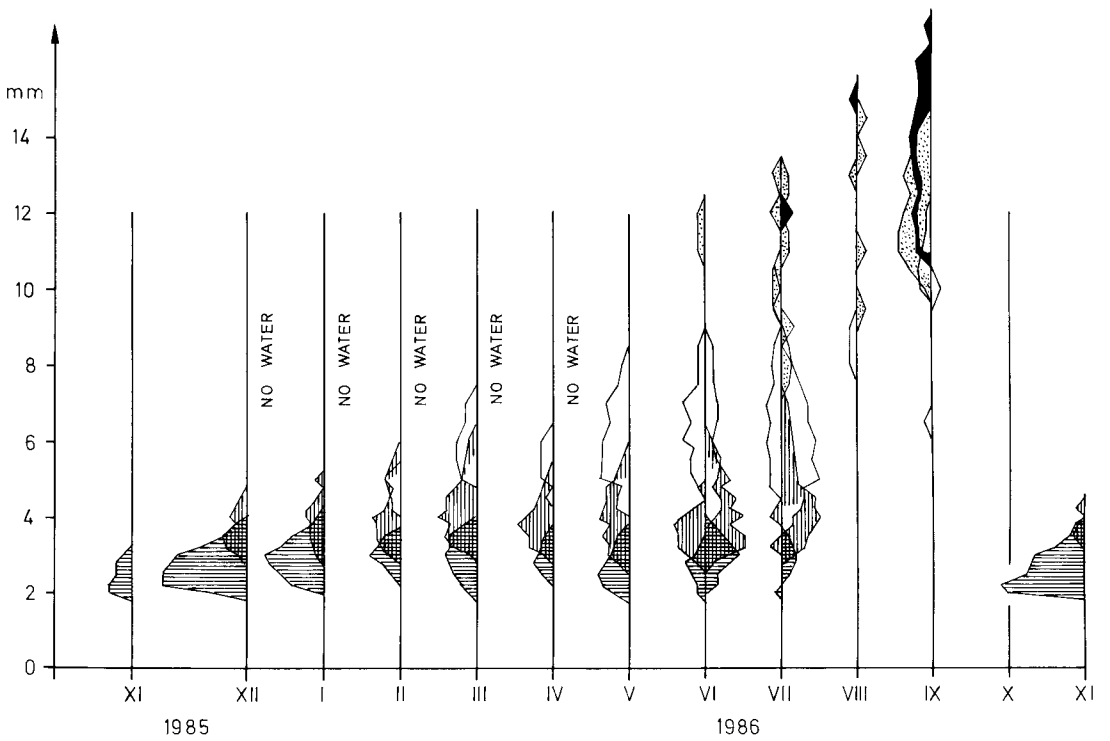 mm
14
12
10
8
6
4
2
0
NO WATER
NO WATER
NO WATER
NO WATER
NO WATER
XI XII I II III IV V VI VII VIII IX X XI
1985 1986